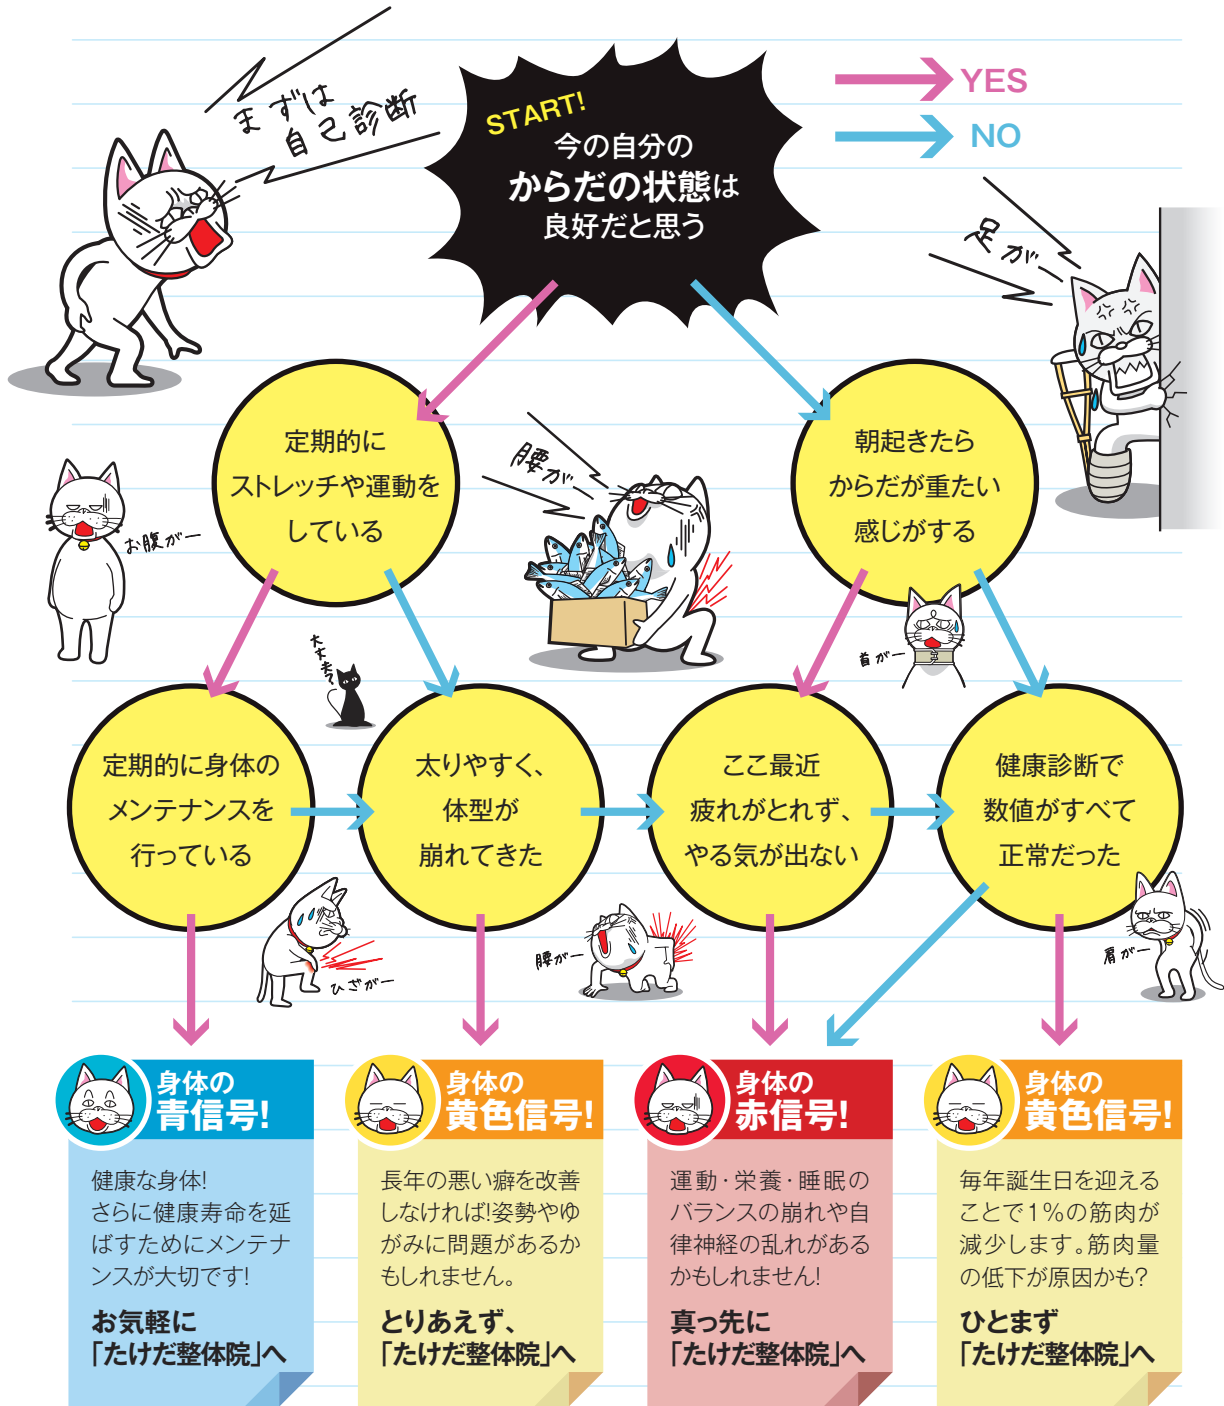 まずは
自己診断
START!
今の自分の
からだの状態は
良好だと思う
YES
NO
足がー
定期的に
ストレッチや運動を
している
腰がー
朝起きたら
からだが重たい
感じがする
お腹がー
大丈夫?
首がー
定期的に身体の
メンテナンスを
行っている
太りやすく、
体型が
崩れてきた
ここ最近
疲れがとれず、
やる気が出ない
健康診断で
数値がすべて
正常だった
ひざがー
腰がー
肩がー
身体の
青信号!
健康な身体!
さらに健康寿命を延
ばすためにメンテナ
ンスが大切です!
お気軽に
「たけだ整体院」へ
身体の
黄色信号!
長年の悪い癖を改善
しなければ!姿勢やゆ
がみに問題があるか
もしれません。
とりあえず、
「たけだ整体院」へ
身体の
赤信号!
運動・栄養・睡眠の
バランスの崩れや自
律神経の乱れがある
かもしれません!
真っ先に
「たけだ整体院」へ
身体の
黄色信号!
毎年誕生日を迎える
ことで1%の筋肉が
減少します。筋肉量
の低下が原因かも?
ひとまず
「たけだ整体院」へ